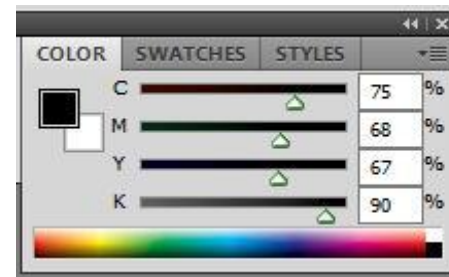 COLOR SWATCHES STYLES
C 75 %
M 68 %
Y 67 %
K 90 %